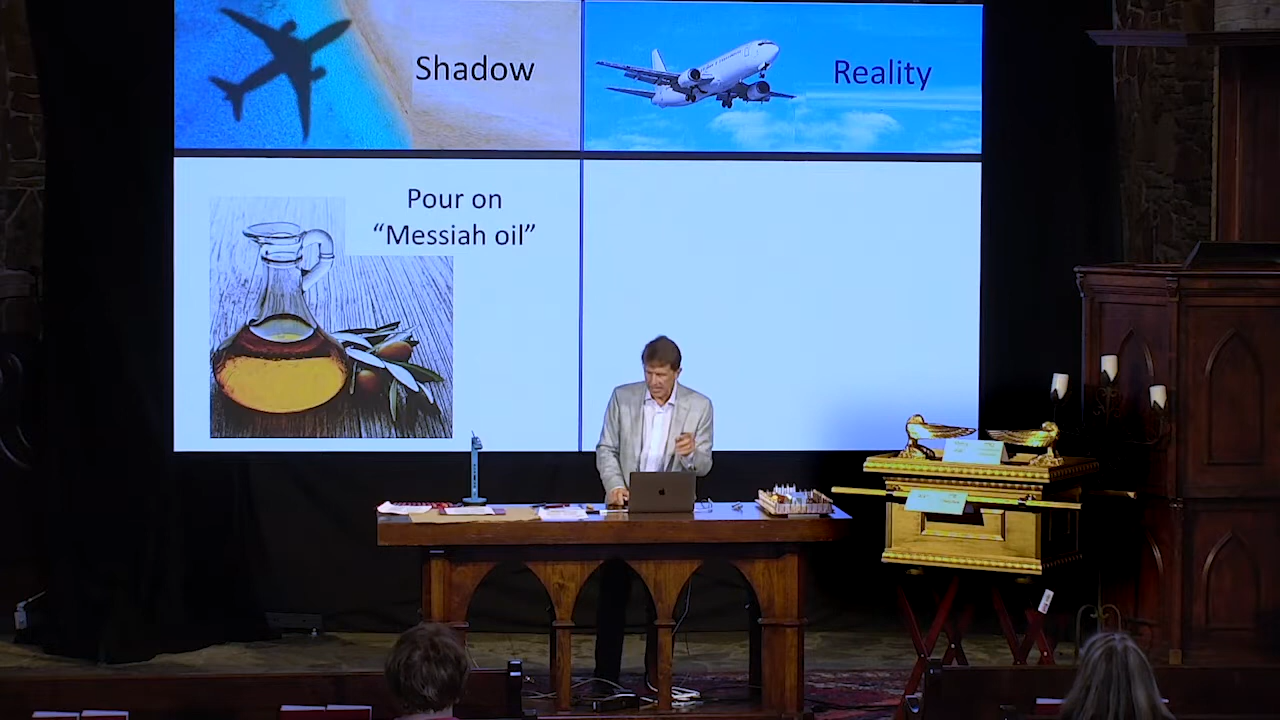 Shadow
Reality
Pour on
“Messiah oil”